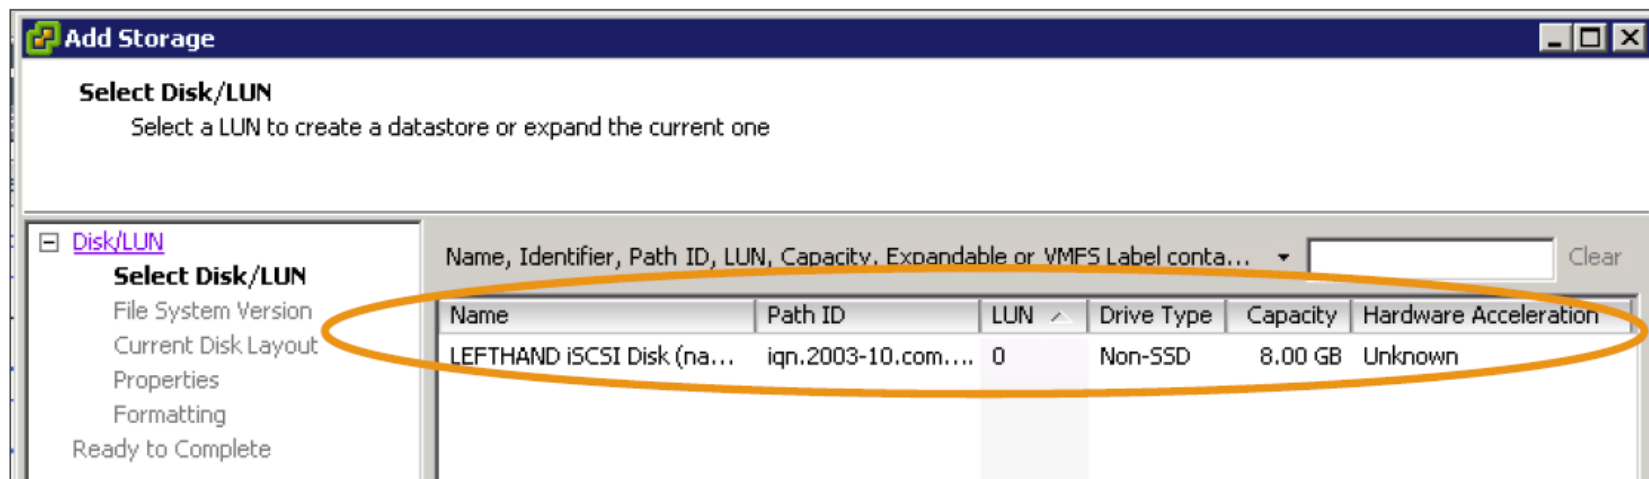 Add Storage
Select Disk/LUN
Select a LUN to create a datastore or expand the current one
Disk/LUN
Select Disk/LUN
File System Version
Current Disk Layout
Properties
Formatting
Ready to Complete
Name, Identifier, Path ID, LUN, Capacity, Expandable or VMFS Label conta... Clear
Name Path ID LUN Drive Type Capacity Hardware Acceleration
LEFTHAND iSCSI Disk (na... iqn.2003-10.com.... 0 Non-SSD 8.00 GB Unknown